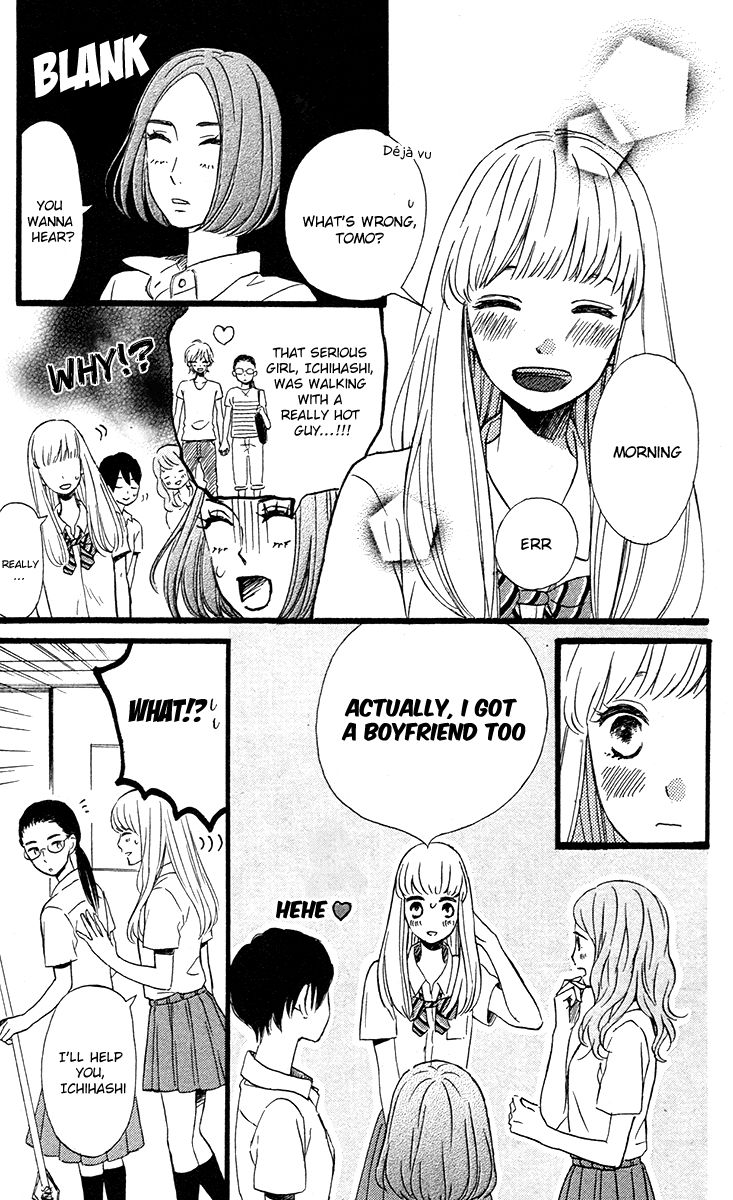 MORNING
ERR
Déjà vu
WHAT'S WRONG,
TOMO?
BLANK
YOU
WANNA
HEAR?
THAT SERIOUS
GIRL, ICHIHASHI,
WAS WALKING
WITH A
REALLY HOT
GUY...!!!
WHY!?
REALLY
...
ACTUALLY, I GOT
A BOYFRIEND TOO
HEHE
WHAT!?
I'LL HELP
YOU,
ICHIHASHI